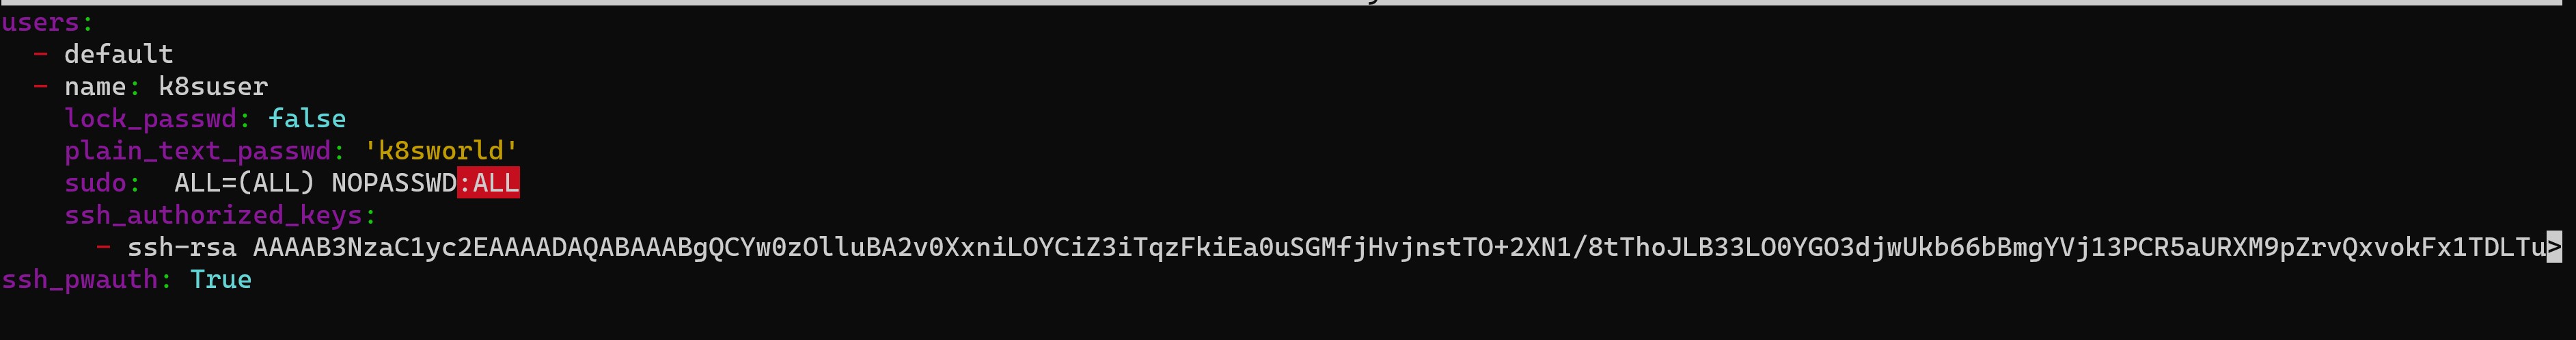 users:
  - default
  - name: k8suser
    lock_passwd: false
    plain_text_passwd: 'k8sworld'
    sudo:  ALL=(ALL) NOPASSWD:ALL
    ssh_authorized_keys:
      - ssh-rsa AAAAB3NzaC1yc2EAAAADAQABAAABgQCYw0zOlluBA2v0XxniLOYCiZ3iTqzFkiEa0uSGMfjHvjnstTO+2XN1/8tThoJLB33LO0YGO3djwUkb66bBmgYVj13PCR5aURXM9pZrvQxvokFx1TDLTu>
ssh_pwauth: True